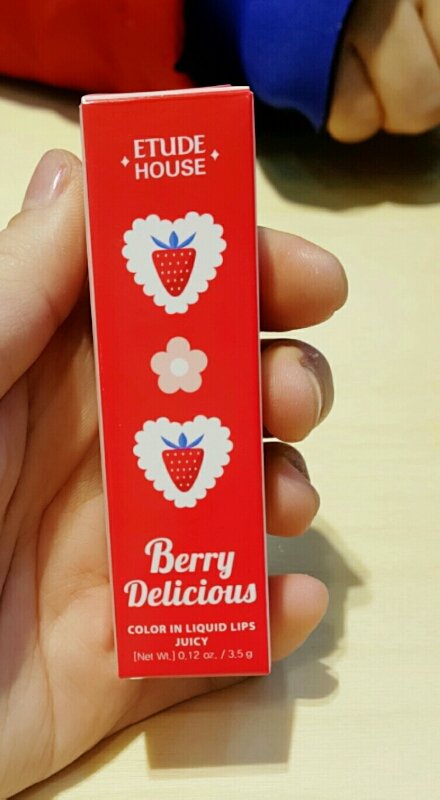 ETUDE
HOUSE
Berry
Delicious
COLOR IN LIQUID LIPS
JUICY
[Net Wt.] 0.12 oz. / 3.5 g